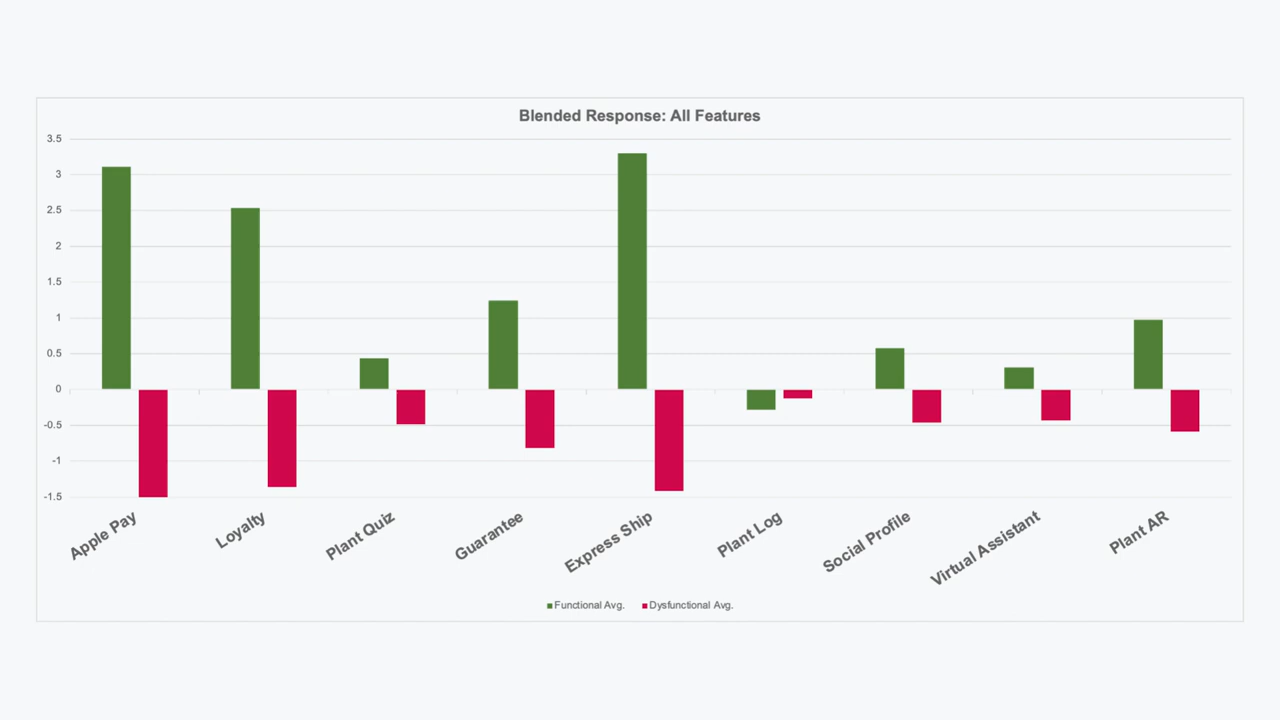 Blended Response: All Features
3.5
3
2.5
2
1.5
1
0.5
0
-0.5
-1
-1.5
Apple Pay
Loyalty
Plant Quiz
Guarantee
Express Ship
Plant Log
Social Profile
Virtual Assistant
Plant AR
Functional Avg.
Dysfunctional Avg.